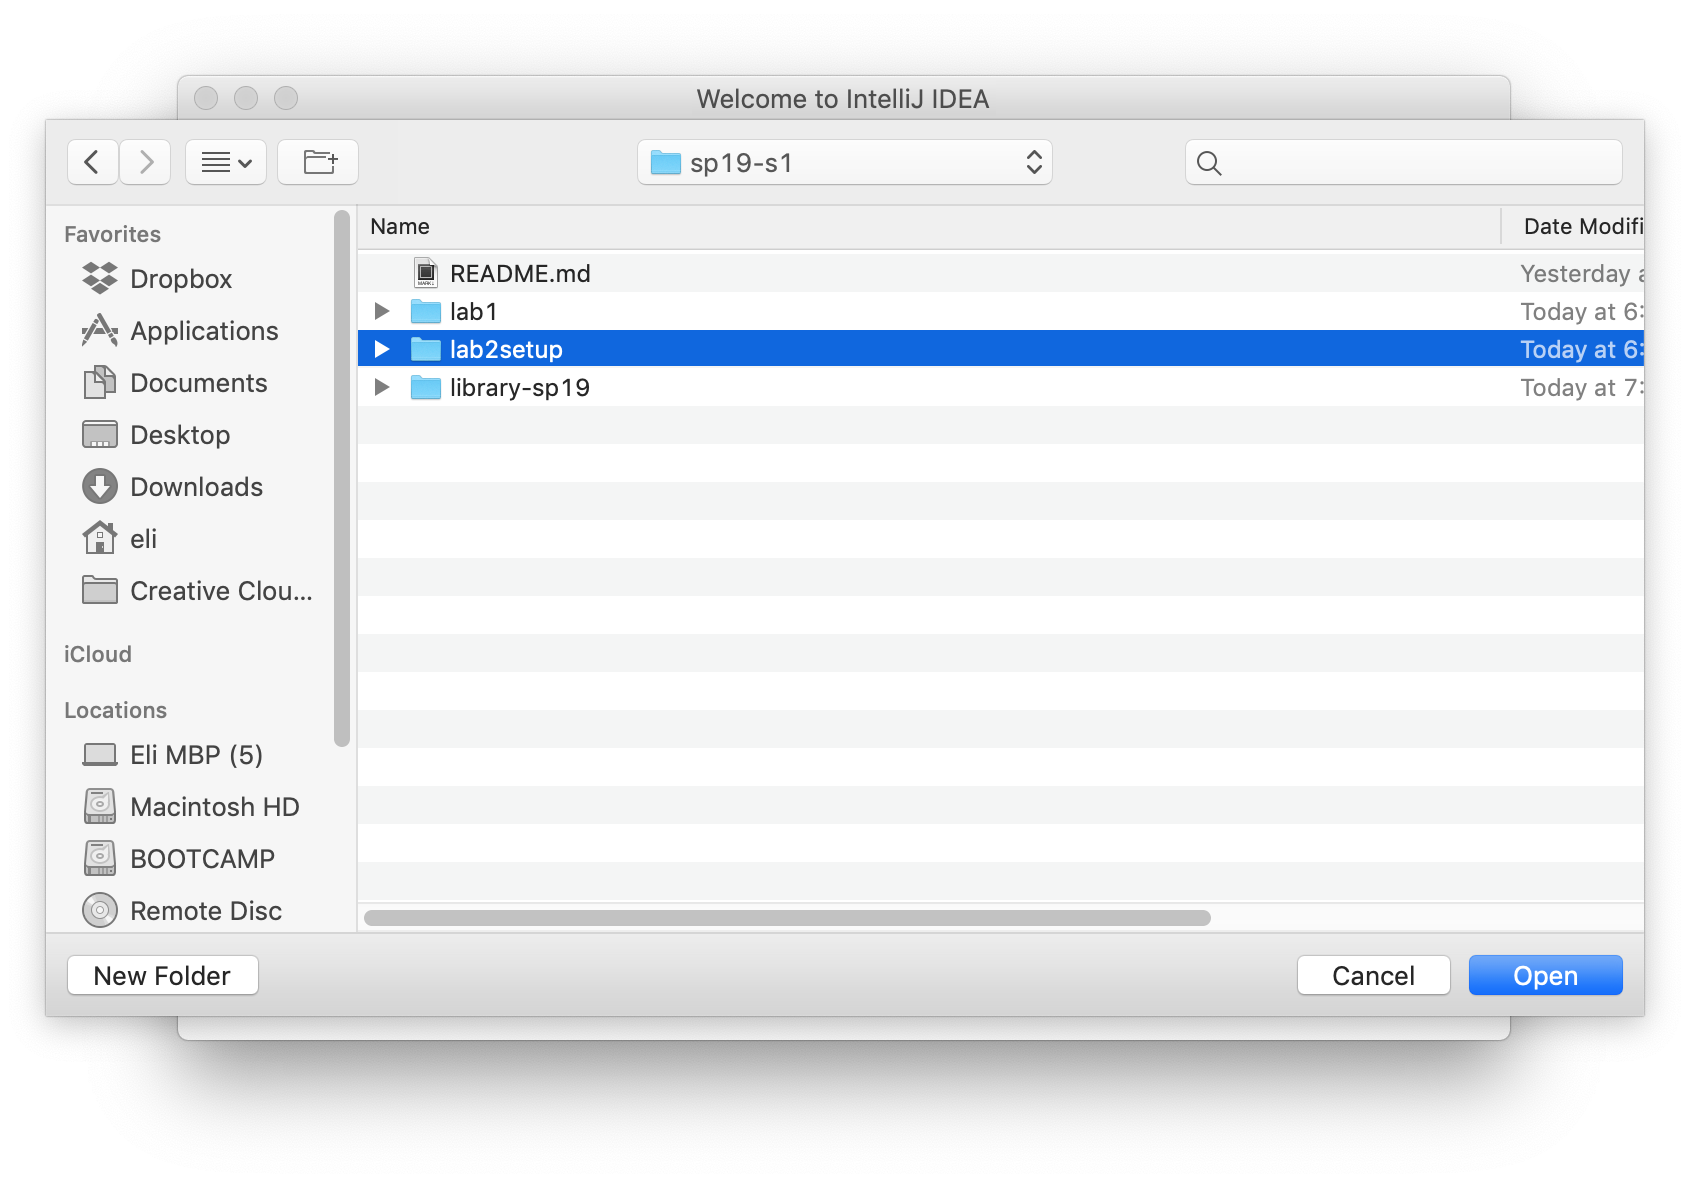 Welcome to IntelliJ IDEA
sp19-s1
Favorites
Dropbox
Applications
Documents
Desktop
Downloads
eli
Creative Clou...
iCloud
Locations
Eli MBP (5)
Macintosh HD
BOOTCAMP
Remote Disc
Name Date Modifi
README.md Yesterday a
lab1 Today at 6:
lab2setup Today at 6:
library-sp19 Today at 7:
New Folder Cancel Open